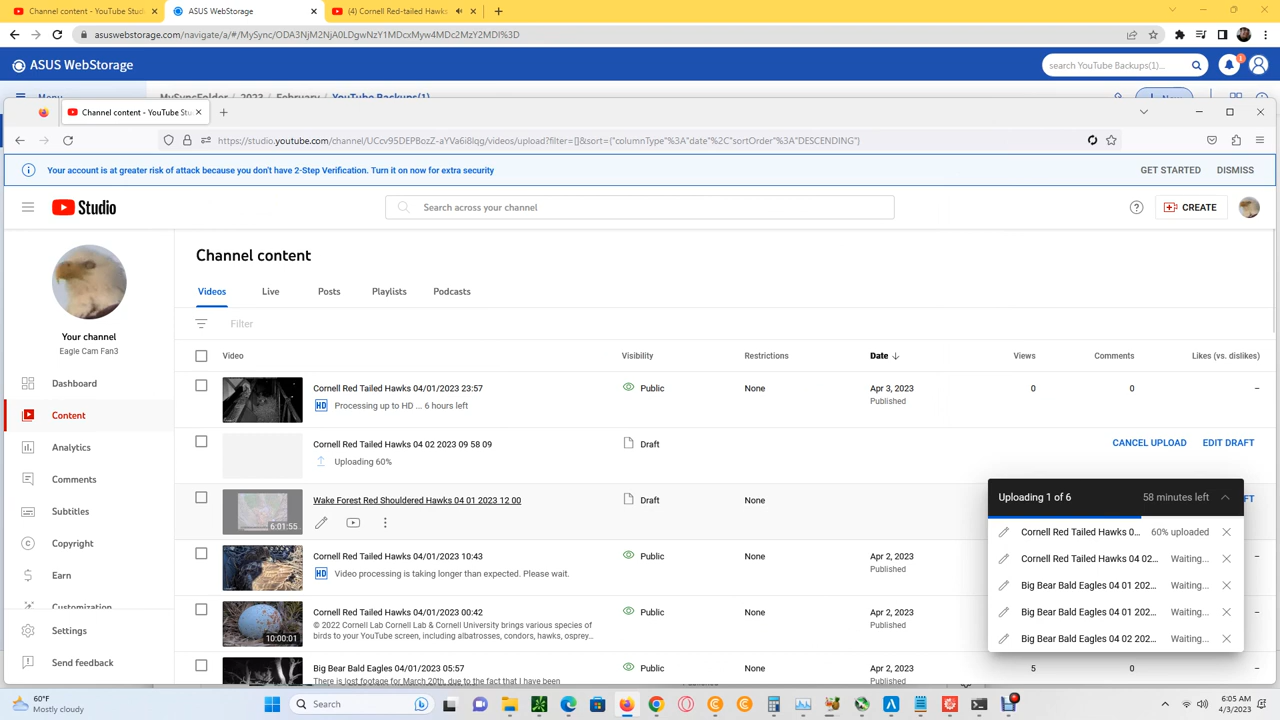 Channel content - YouTube Studio
ASUS WebStorage
(4) Cornell Red-tailed Hawks
asuswebstorage.com/navigate/a/#/MySync/ODA3NjM2NjA0LDgwNzY1MDcxMyw4MDc2MzY2MzI%3D
ASUS WebStorage
search YouTube Backups(1)...
1
Menu
MySyncFolder
2023
February
YouTube Backups(1)
New
Channel content - YouTube Stu
https://studio.youtube.com/channel/UCcv95DEPBozZ-aYVa6i8lqg/videos/upload?filter=[]&sort={"columnType"%3A"date"%2C"sortOrder"%3A"DESCENDING"}
Your account is at greater risk of attack because you don't have 2-Step Verification. Turn it on now for extra security
GET STARTED
DISMISS
Studio
Search across your channel
CREATE
Your channel
Eagle Cam Fan3
Dashboard
Content
Analytics
Comments
Subtitles
Copyright
Earn
Customization
Settings
Send feedback
Channel content
Videos
Live
Posts
Playlists
Podcasts
Filter
Video
Visibility
Restrictions
Date
Views
Comments
Likes (vs. dislikes)
Cornell Red Tailed Hawks 04/01/2023 23:57
HD Processing up to HD ... 6 hours left
Public
None
Apr 3, 2023
Published
0
0
–
Cornell Red Tailed Hawks 04 02 2023 09 58 09
Uploading 60%
Draft
CANCEL UPLOAD
EDIT DRAFT
6:01:55
Wake Forest Red Shouldered Hawks 04 01 2023 12 00
Draft
None
Cornell Red Tailed Hawks 04/01/2023 10:43
HD Video processing is taking longer than expected. Please wait.
Public
None
Apr 2, 2023
Published
10:00:01
Cornell Red Tailed Hawks 04/01/2023 00:42
© 2022 Cornell Lab Cornell Lab & Cornell University brings various species of
birds to your YouTube screen, including albatrosses, condors, hawks, osprey...
Public
None
Apr 2, 2023
Published
Big Bear Bald Eagles 04/01/2023 05:57
There is lost footage for March 20th, due to the fact that I have been
Public
None
Apr 2, 2023
Published
5
0
–
Uploading 1 of 6
58 minutes left
Cornell Red Tailed Hawks 0...
60% uploaded
Cornell Red Tailed Hawks 04 02...
Waiting...
Big Bear Bald Eagles 04 01 202...
Waiting...
Big Bear Bald Eagles 04 01 202...
Waiting...
Big Bear Bald Eagles 04 02 202...
Waiting...
60°F
Mostly cloudy
Search
6:05 AM
4/3/2023